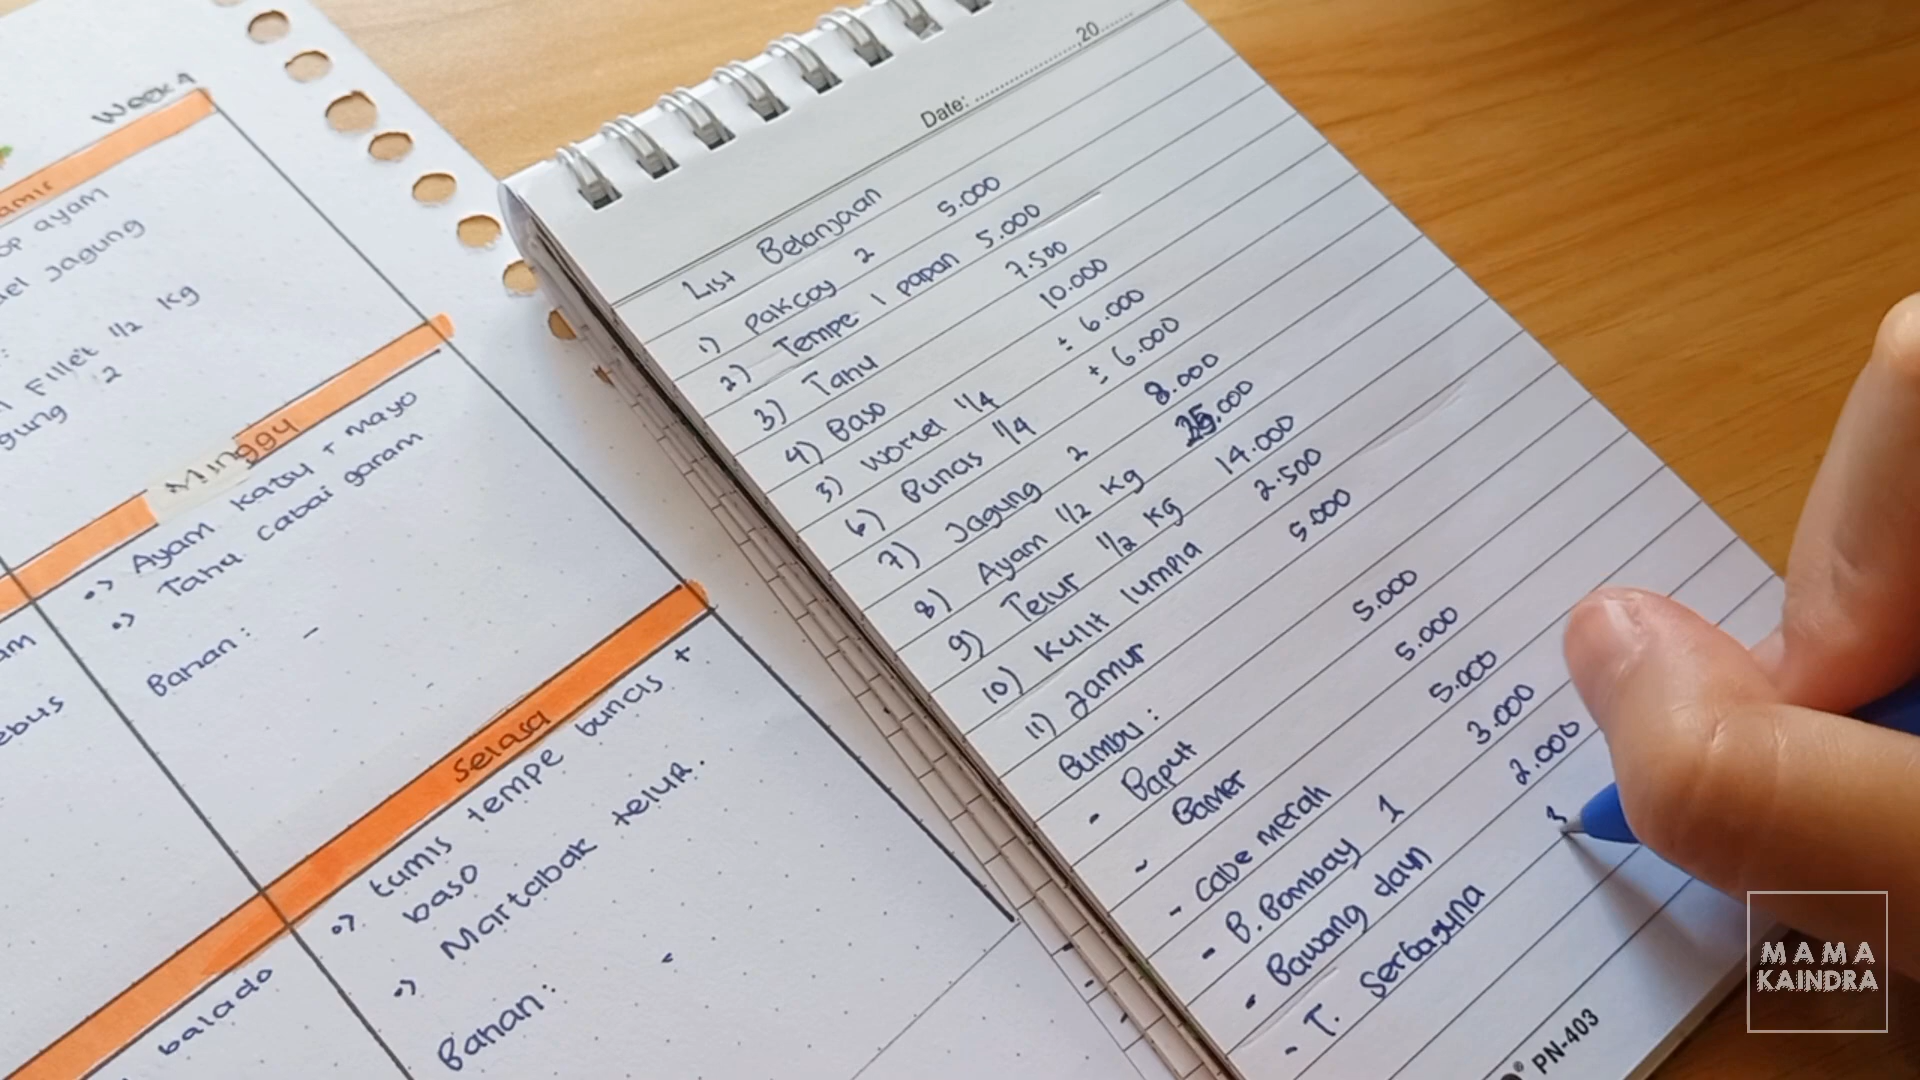 Week 4
op ayam
Jagung
Fillet 1/2 kg
gung 2
Minggu
•> Ayam katsu + mayo
•> Tahu cabai garam
Bahan : -
ebus
Selasa
•> tumis tempe buncis +
baso
•> Martabak telur.
Bahan : -
balado
Date: ....................,20......
List Belanjaan
1) Pakcoy 2 5.000
2) Tempe 1 papan 5.000
3) Tahu 7.500
4) Baso 10.000
5) Wortel 1/4 ± 6.000
6) Buncis 1/4 ± 6.000
7) Jagung 2 8.000
8) Ayam 1/2 kg 25.000
9) Telur 1/2 kg 14.000
10) Kulit lumpia 2.500
11) Jamur 5.000
Bumbu :
- Baput 5.000
- Bamer 5.000
- Cabe merah 5.000
- B. Bombay 1 3.000
- Bawang daun 2.000
- T. Serbaguna 3
PN-403
MAMA
KAINDRA